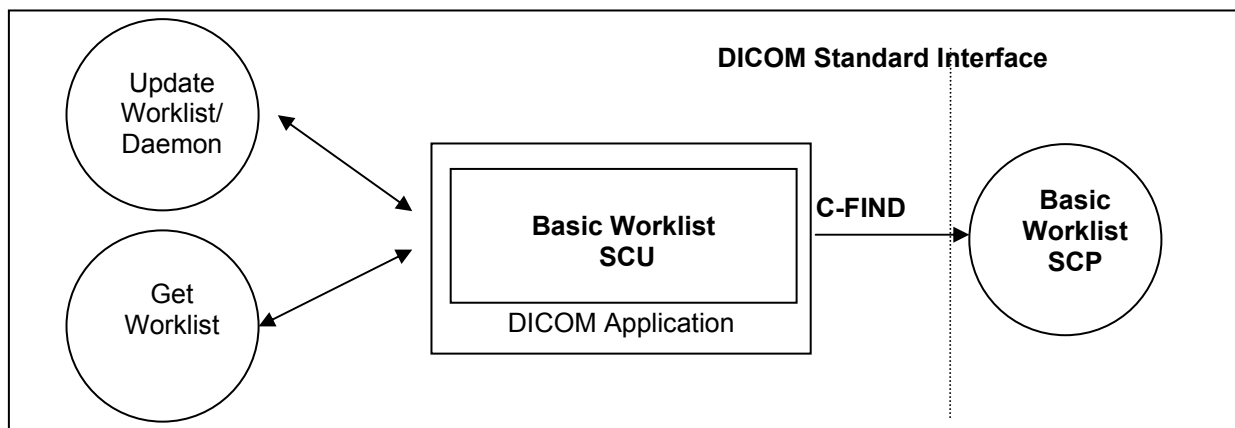 Update
Worklist/
Daemon
DICOM Standard Interface
Basic Worklist
SCU
C-FIND
Basic
Worklist
SCP
Get
Worklist
DICOM Application